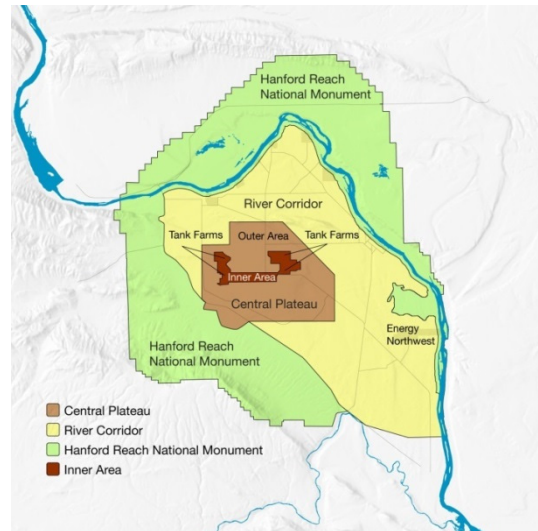 Hanford Reach
National Monument
River Corridor
Tank Farms
Outer Area
Tank Farms
Inner Area
Central Plateau
Energy
Northwest
Hanford Reach
National Monument
Central Plateau
River Corridor
Hanford Reach National Monument
Inner Area